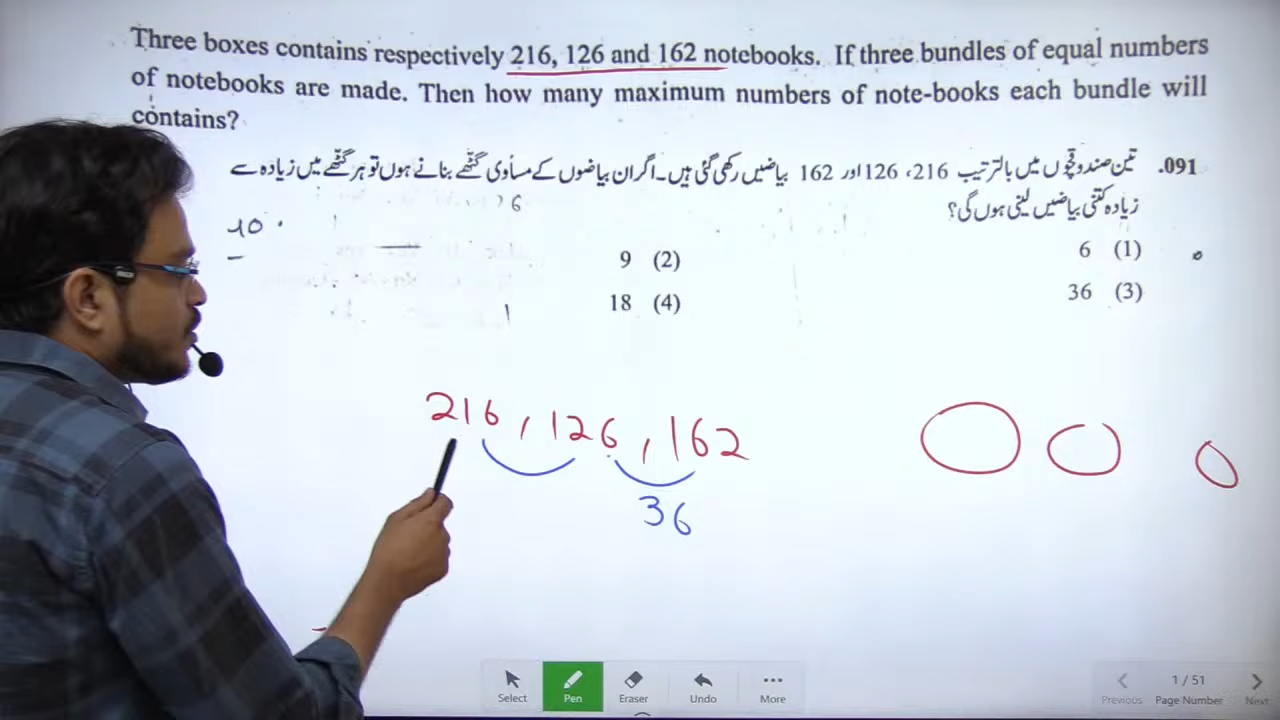 Three boxes contains respectively 216, 126 and 162 notebooks. If three bundles of equal numbers
of notebooks are made. Then how many maximum numbers of note-books each bundle will
contains?
091. تین صندوقچوں میں بالترتیب 216، 126 اور 162 بیاضیں رکھی گئی ہیں۔ اگر ان بیاضوں کے مساوی گٹھے بنانے ہوں تو ہر گٹھے میں زیادہ سے
زیادہ کتنی بیاضیں لینی ہوں گی؟
6 (1) 9 (2)
36 (3) 18 (4)
216, 126, 162
36
Select Pen Eraser Undo More
1 / 51
Previous Page Number Next